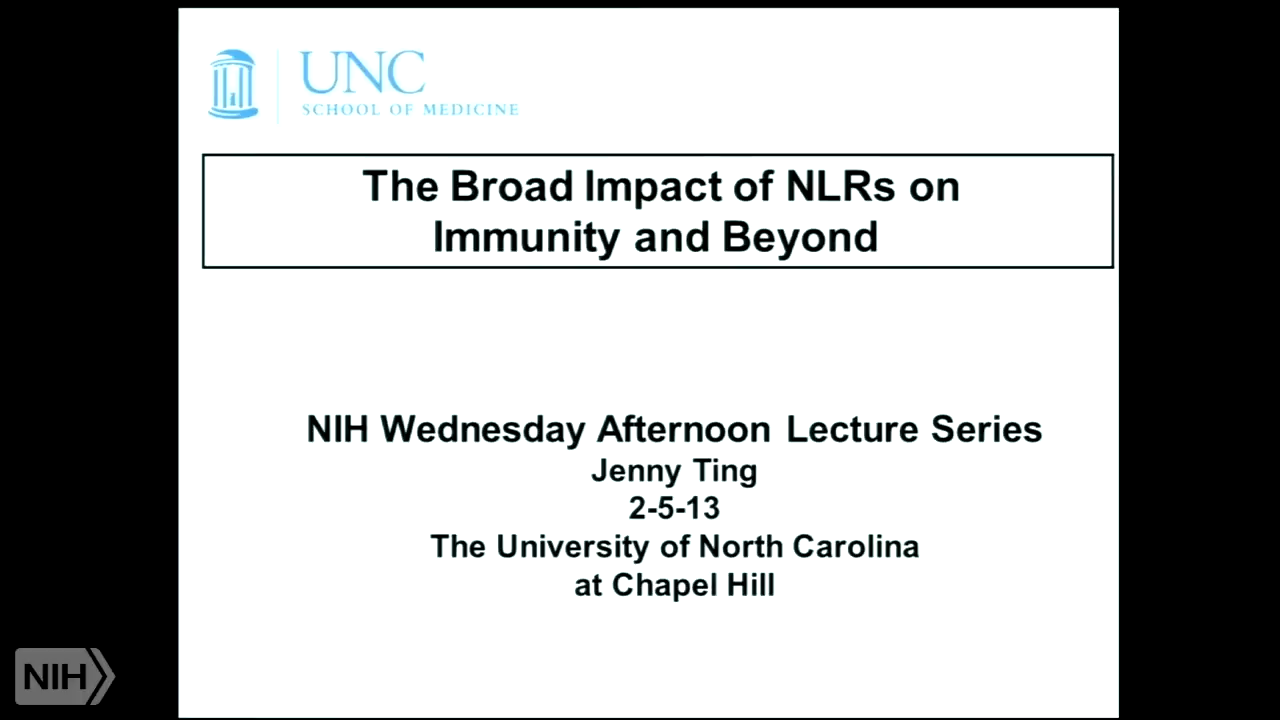 UNC
SCHOOL OF MEDICINE
The Broad Impact of NLRs on
Immunity and Beyond
NIH Wednesday Afternoon Lecture Series
Jenny Ting
2-5-13
The University of North Carolina
at Chapel Hill
NIH